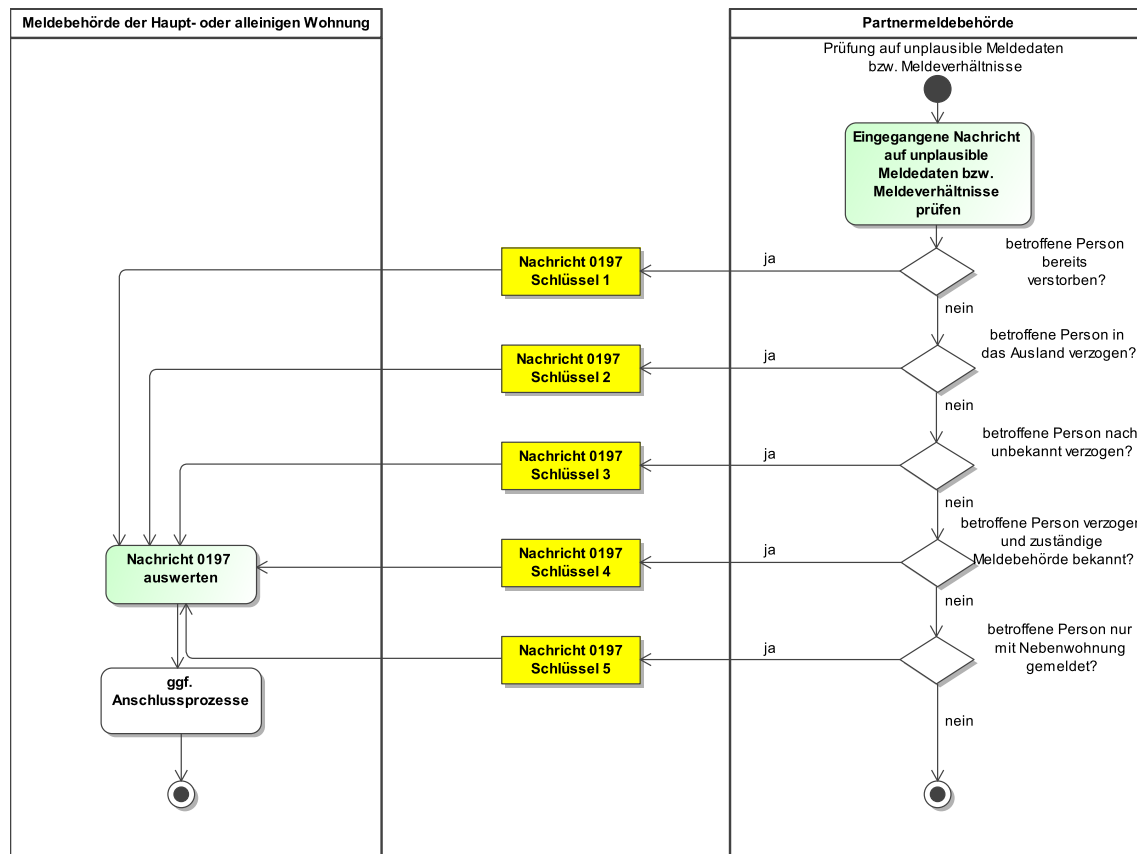 Meldebehörde der Haupt- oder alleinigen Wohnung
Partnermeldebehörde
Prüfung auf unplausible Meldedaten
bzw. Meldeverhältnisse
Eingegangene Nachricht
auf unplausible
Meldedaten bzw.
Meldeverhältnisse
prüfen
betroffene Person
bereits
verstorben?
ja
Nachricht 0197
Schlüssel 1
nein
betroffene Person in
das Ausland verzogen?
ja
Nachricht 0197
Schlüssel 2
nein
betroffene Person nach
unbekannt verzogen?
ja
Nachricht 0197
Schlüssel 3
nein
betroffene Person verzogen
und zuständige
Meldebehörde bekannt?
ja
Nachricht 0197
Schlüssel 4
Nachricht 0197
auswerten
nein
betroffene Person nur
mit Nebenwohnung
gemeldet?
ja
Nachricht 0197
Schlüssel 5
ggf.
Anschlussprozesse
nein